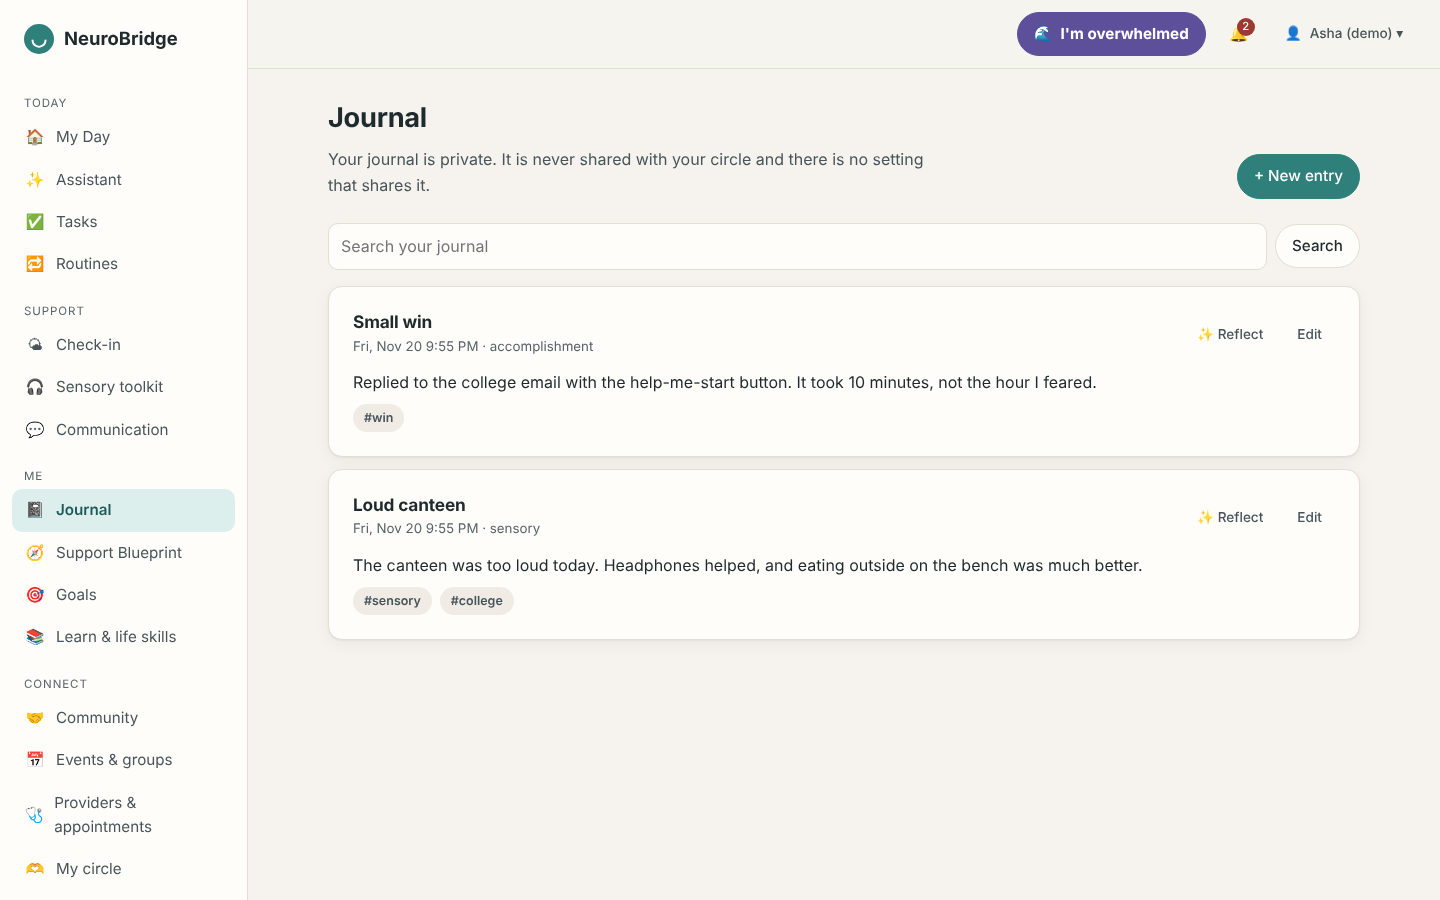 NeuroBridge
I'm overwhelmed
2
Asha (demo) ▾
TODAY
My Day
Assistant
Tasks
Routines
SUPPORT
Check-in
Sensory toolkit
Communication
ME
Journal
Support Blueprint
Goals
Learn & life skills
CONNECT
Community
Events & groups
Providers &
appointments
My circle
Journal
Your journal is private. It is never shared with your circle and there is no setting
that shares it.
+ New entry
Search your journal
Search
Small win
Fri, Nov 20 9:55 PM · accomplishment
Reflect
Edit
Replied to the college email with the help-me-start button. It took 10 minutes, not the hour I feared.
#win
Loud canteen
Fri, Nov 20 9:55 PM · sensory
Reflect
Edit
The canteen was too loud today. Headphones helped, and eating outside on the bench was much better.
#sensory #college